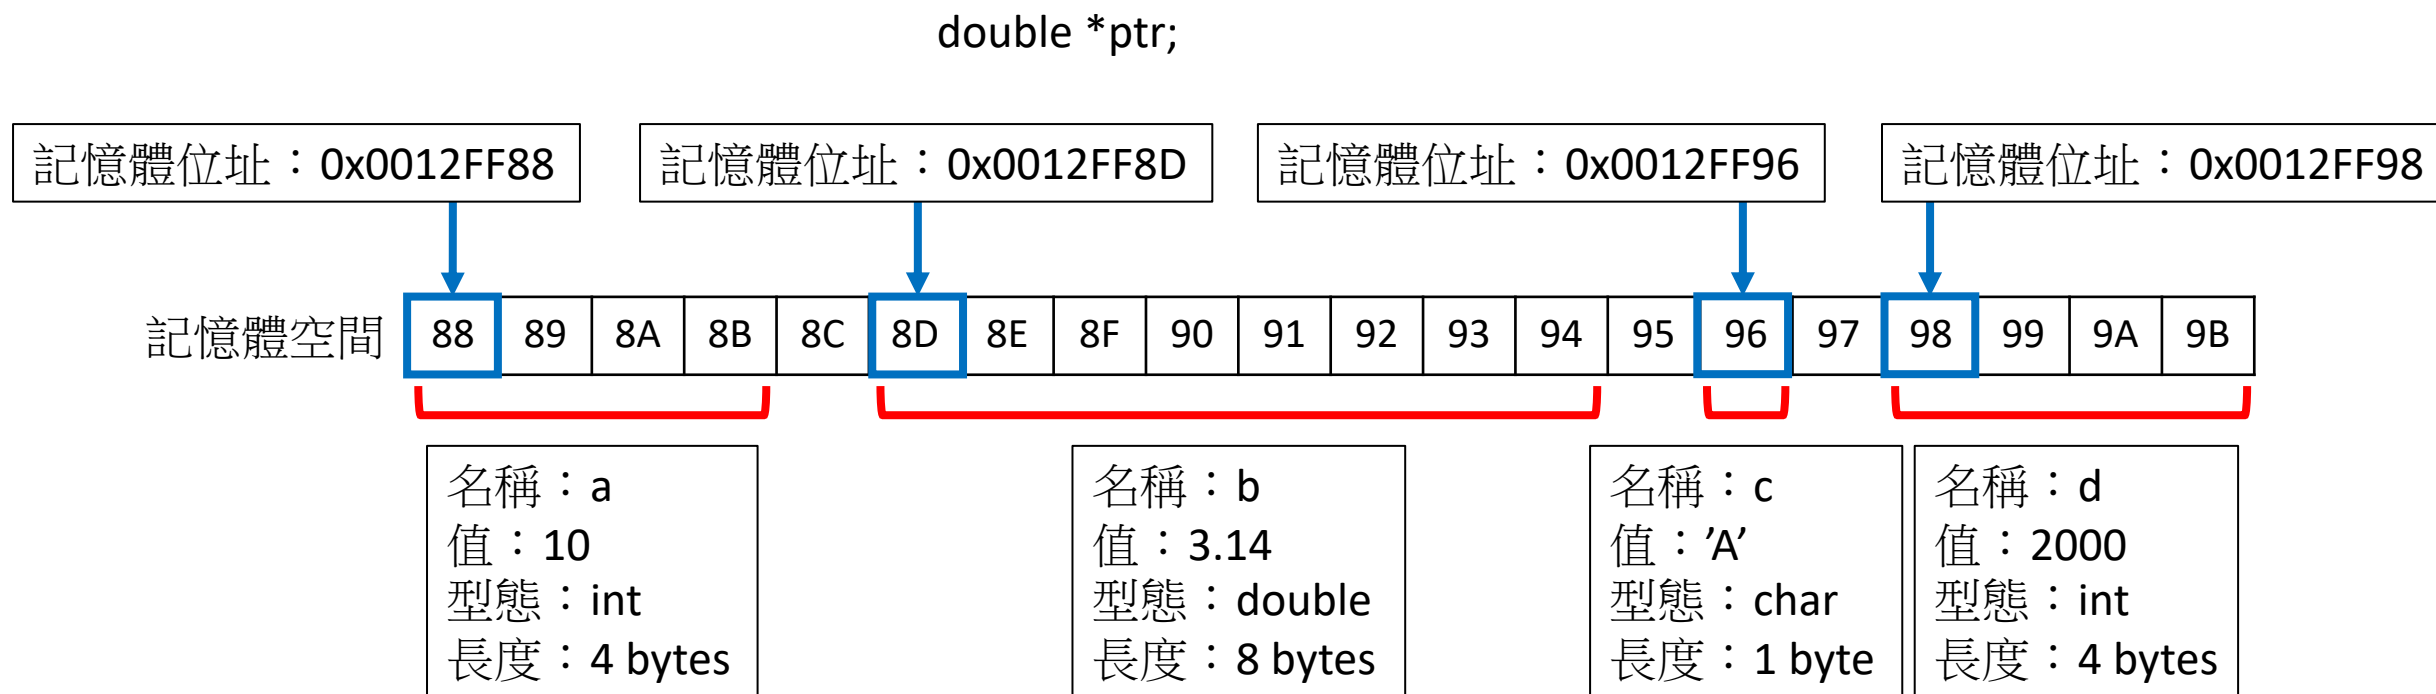 double *ptr;
記憶體位址：0x0012FF88
記憶體位址：0x0012FF8D
記憶體位址：0x0012FF96
記憶體位址：0x0012FF98
記憶體空間
88 89 8A 8B 8C 8D 8E 8F 90 91 92 93 94 95 96 97 98 99 9A 9B
名稱：a
值：10
型態：int
長度：4 bytes
名稱：b
值：3.14
型態：double
長度：8 bytes
名稱：c
值：’A’
型態：char
長度：1 byte
名稱：d
值：2000
型態：int
長度：4 bytes